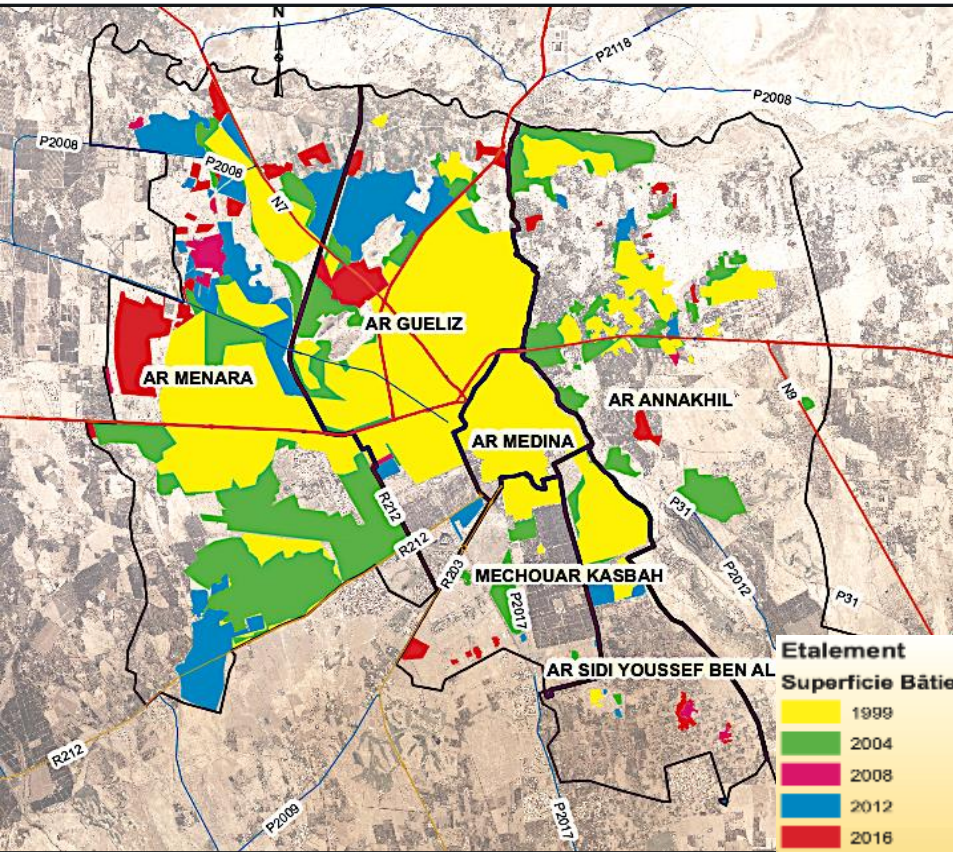 N
P2118
P2008
P2008
P2008
N7
AR GUELIZ
AR MENARA
AR ANNAKHIL
N9
AR MEDINA
R212
P31
R212
R203
MECHOUAR KASBAH
P2017
P2012
P31
AR SIDI YOUSSEF BEN AL
R212
P2009
P2017
Etalement
Superficie Bâtie
1999
2004
2008
2012
2016